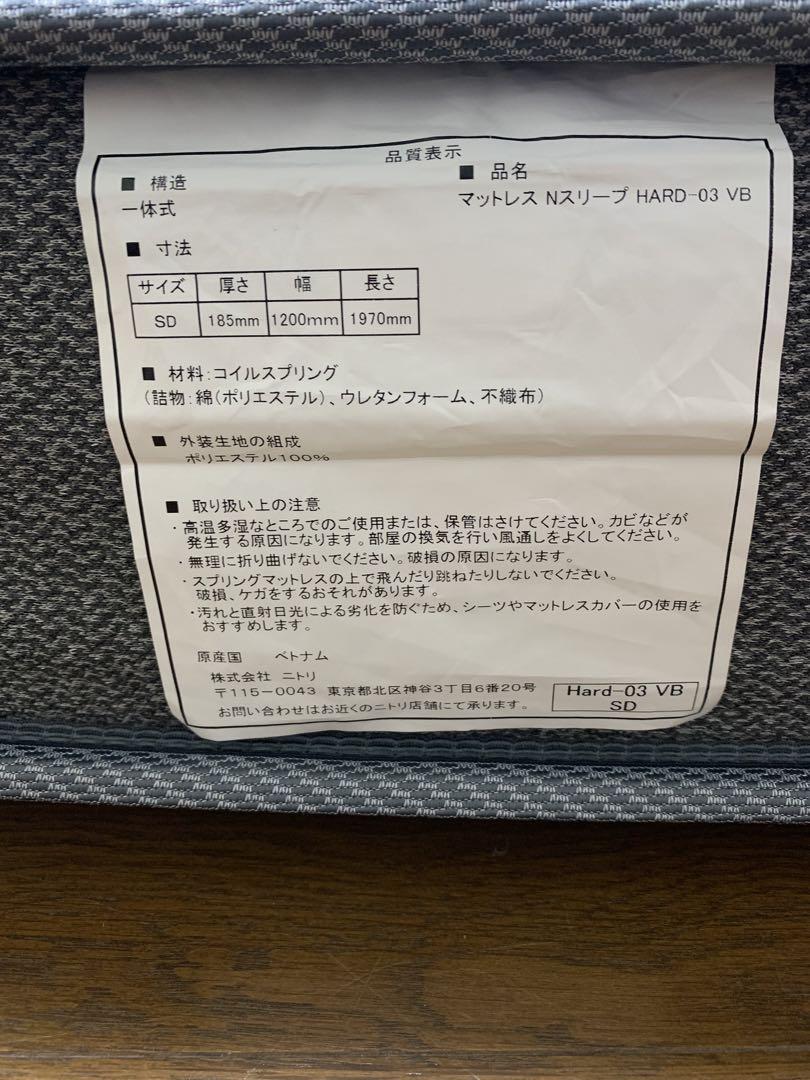 品質表示
■ 構造
一体式
■ 品名
マットレス Nスリープ HARD-03 VB
■ 寸法
サイズ 厚さ 幅 長さ
SD 185mm 1200mm 1970mm
■ 材料:コイルスプリング
(詰物:綿(ポリエステル)、ウレタンフォーム、不織布)
■ 外装生地の組成
ポリエステル100%
■ 取り扱い上の注意
・高温多湿なところでのご使用または、保管はさけてください。カビなどが
発生する原因になります。部屋の換気を行い風通しをよくしてください。
・無理に折り曲げないでください。破損の原因になります。
・スプリングマットレスの上で飛んだり跳ねたりしないでください。
破損、ケガをするおそれがあります。
・汚れと直射日光による劣化を防ぐため、シーツやマットレスカバーの使用を
おすすめします。
原産国 ベトナム
株式会社 ニトリ
〒115-0043 東京都北区神谷3丁目6番20号
お問い合わせはお近くのニトリ店舗にて承ります。
Hard-03 VB
SD